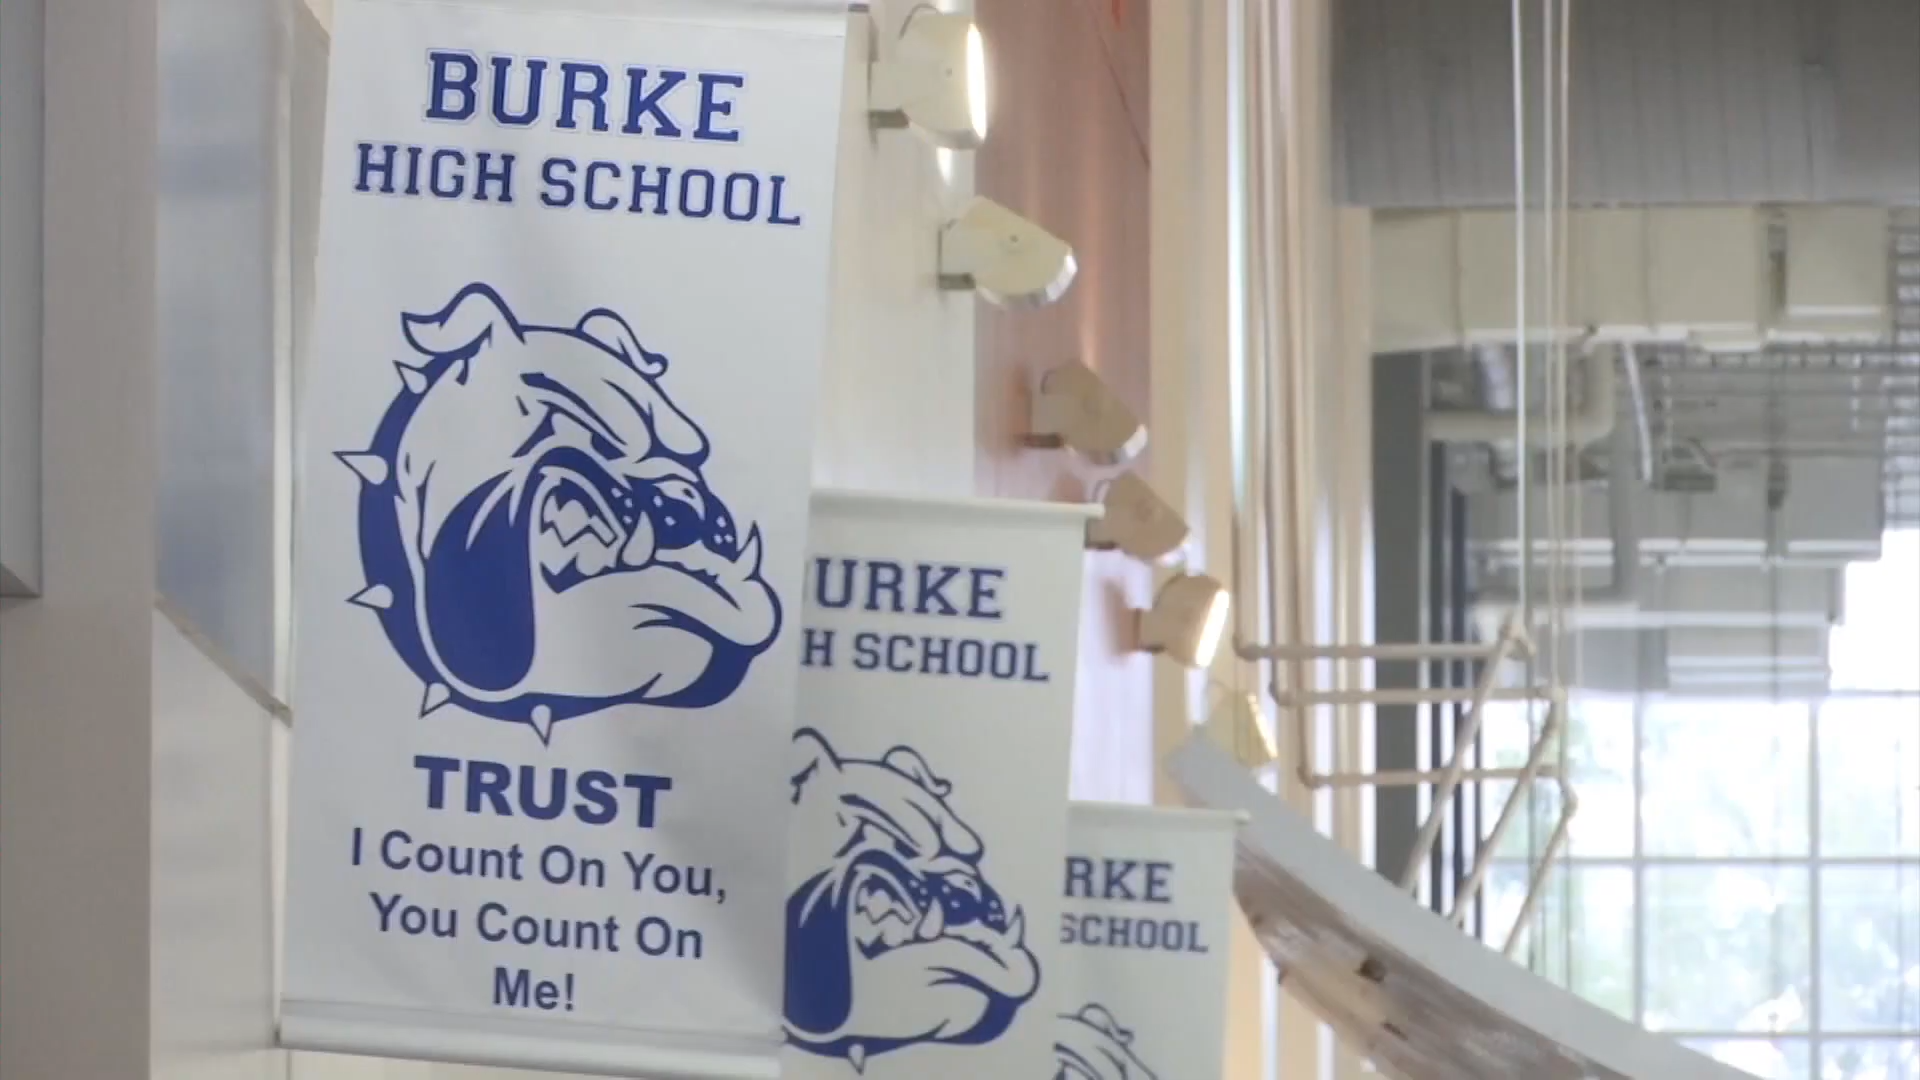 BURKE
HIGH SCHOOL
TRUST
I Count On You,
You Count On
Me!
URKE
H SCHOOL
RKE
SCHOOL